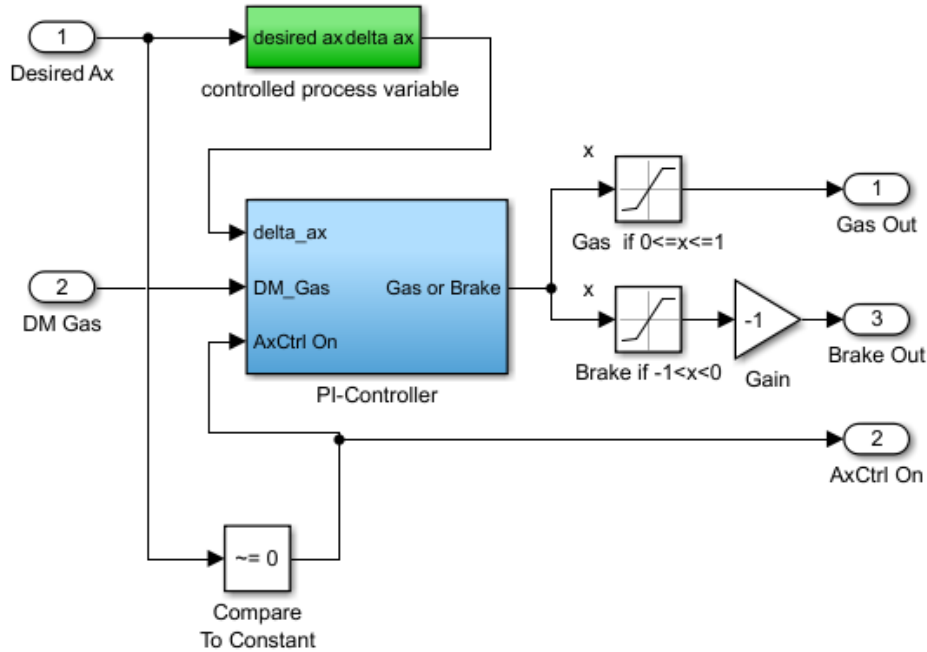 1
Desired Ax
desired ax delta ax
controlled process variable
delta_ax
DM_Gas
AxCtrl On
Gas or Brake
PI-Controller
2
DM Gas
x
Gas if 0<=x<=1
1
Gas Out
x
Brake if -1<x<0
-1
Gain
3
Brake Out
2
AxCtrl On
~= 0
Compare
To Constant